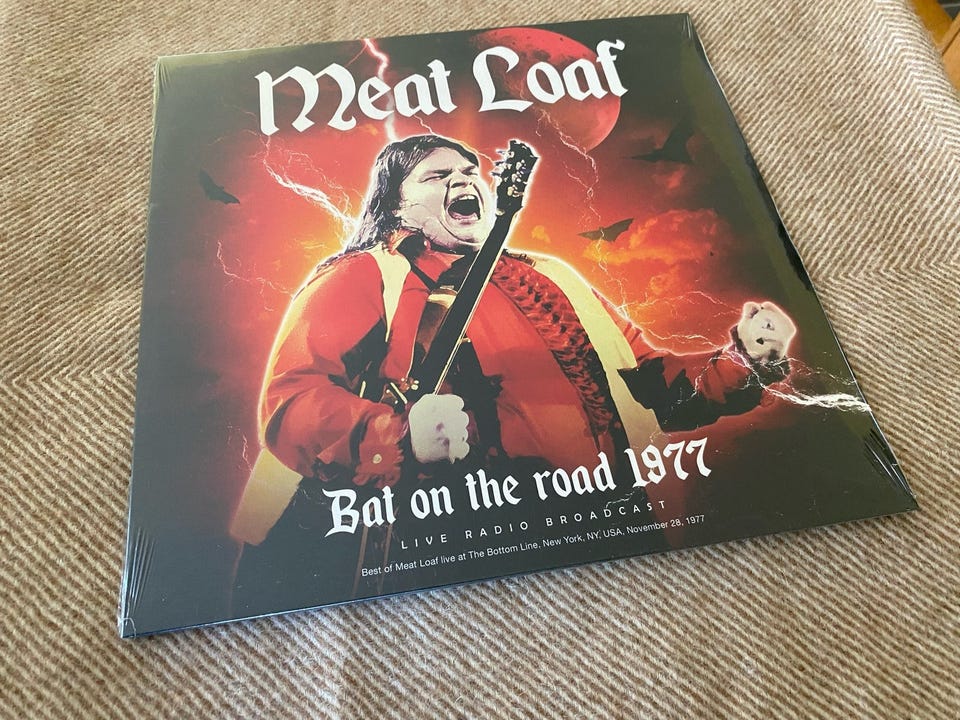 Meat Loaf
Bat on the road 1977
LIVE RADIO BROADCAST
Best of Meat Loaf live at The Bottom Line, New York, NY, USA, November 28, 1977